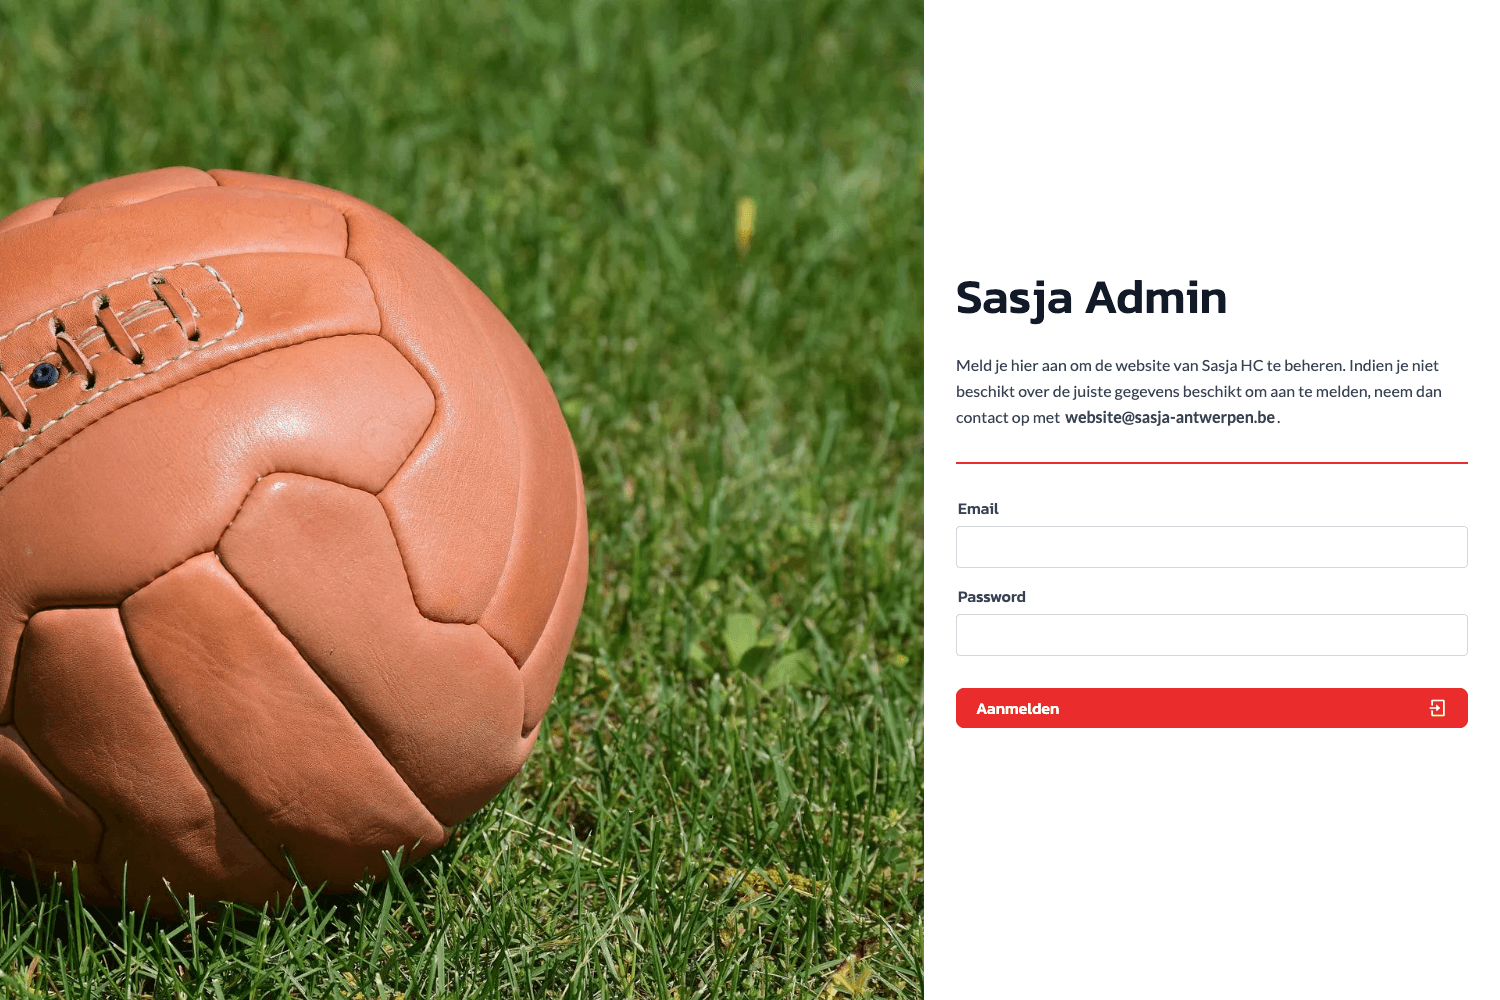 Sasja Admin
Meld je hier aan om de website van Sasja HC te beheren. Indien je niet
beschikt over de juiste gegevens beschikt om aan te melden, neem dan
contact op met website@sasja-antwerpen.be.
Email
Password
Aanmelden